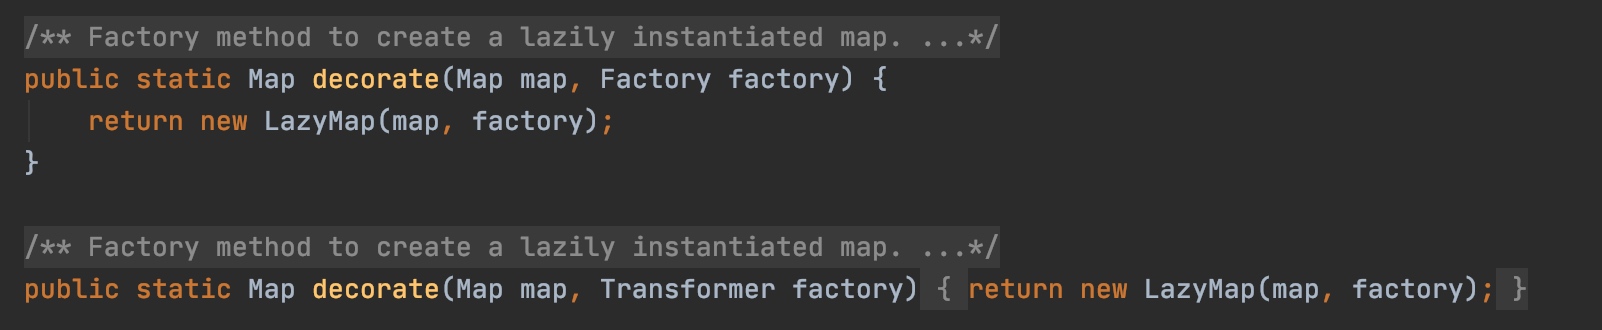 /** Factory method to create a lazily instantiated map. ...*/
public static Map decorate(Map map, Factory factory) {
    return new LazyMap(map, factory);
}
/** Factory method to create a lazily instantiated map. ...*/
public static Map decorate(Map map, Transformer factory) { return new LazyMap(map, factory); }